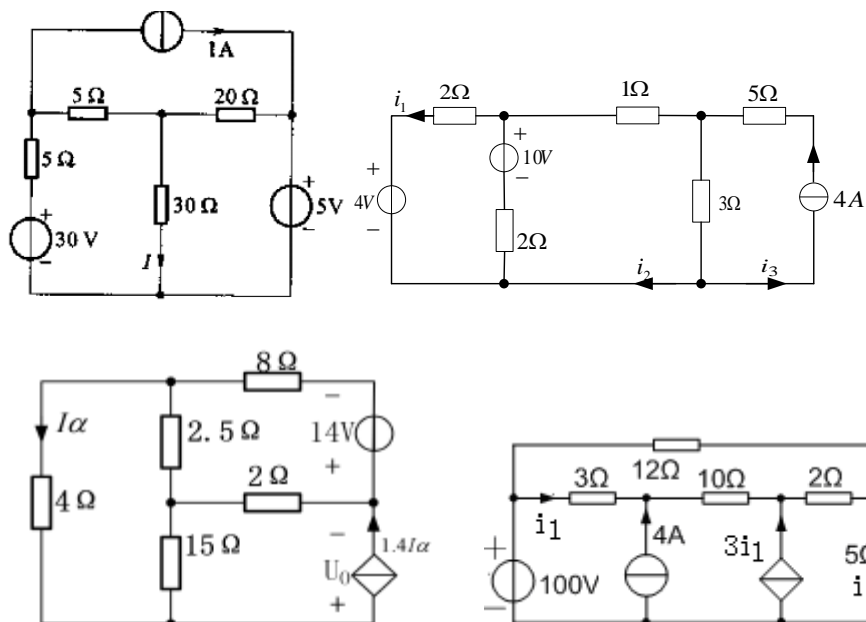 1A
5Ω
20Ω
5Ω
30Ω
+
5V
−
+
30 V
−
I
i1
2Ω
1Ω
5Ω
+
10V
−
+
4V
−
2Ω
3Ω
4A
i2
i3
8Ω
Iα
−
2.5Ω
14V
+
4Ω
2Ω
−
1.4Iα
15Ω
U0
+
12Ω
3Ω
10Ω
2Ω
i1
4A
3i1
+
100V
−
5Ω
i